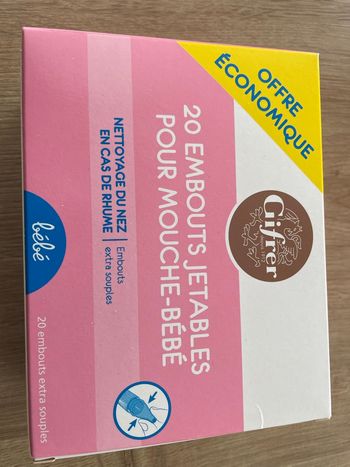 OFFRE
ÉCONOMIQUE
Gifrer
20 EMBOUTS JETABLES
POUR MOUCHE-BÉBÉ
NETTOYAGE DU NEZ
EN CAS DE RHUME
Embouts
extra souples
bébé
20 embouts extra souples